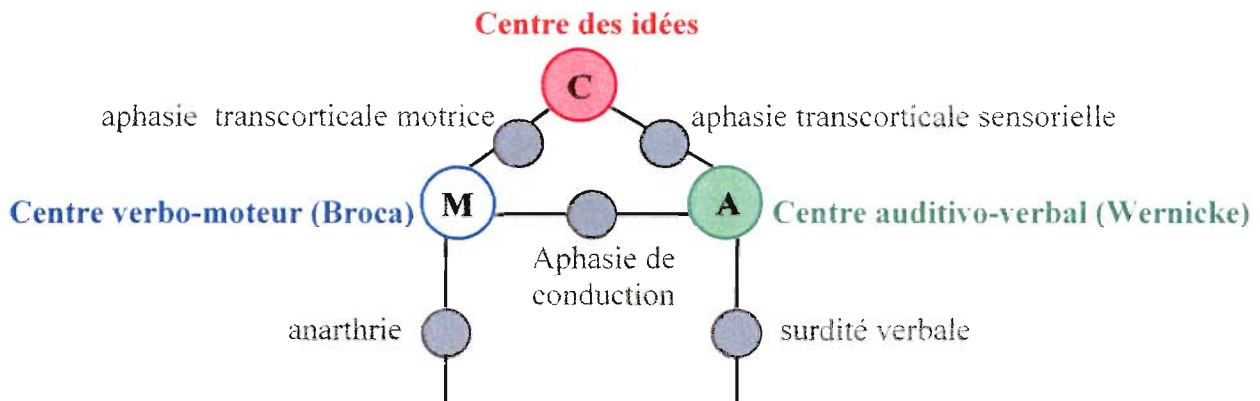 Centre des idées
C
aphasie transcorticale motrice
aphasie transcorticale sensorielle
Centre verbo-moteur (Broca)
M
A
Centre auditivo-verbal (Wernicke)
Aphasie de
conduction
anarthrie
surdité verbale